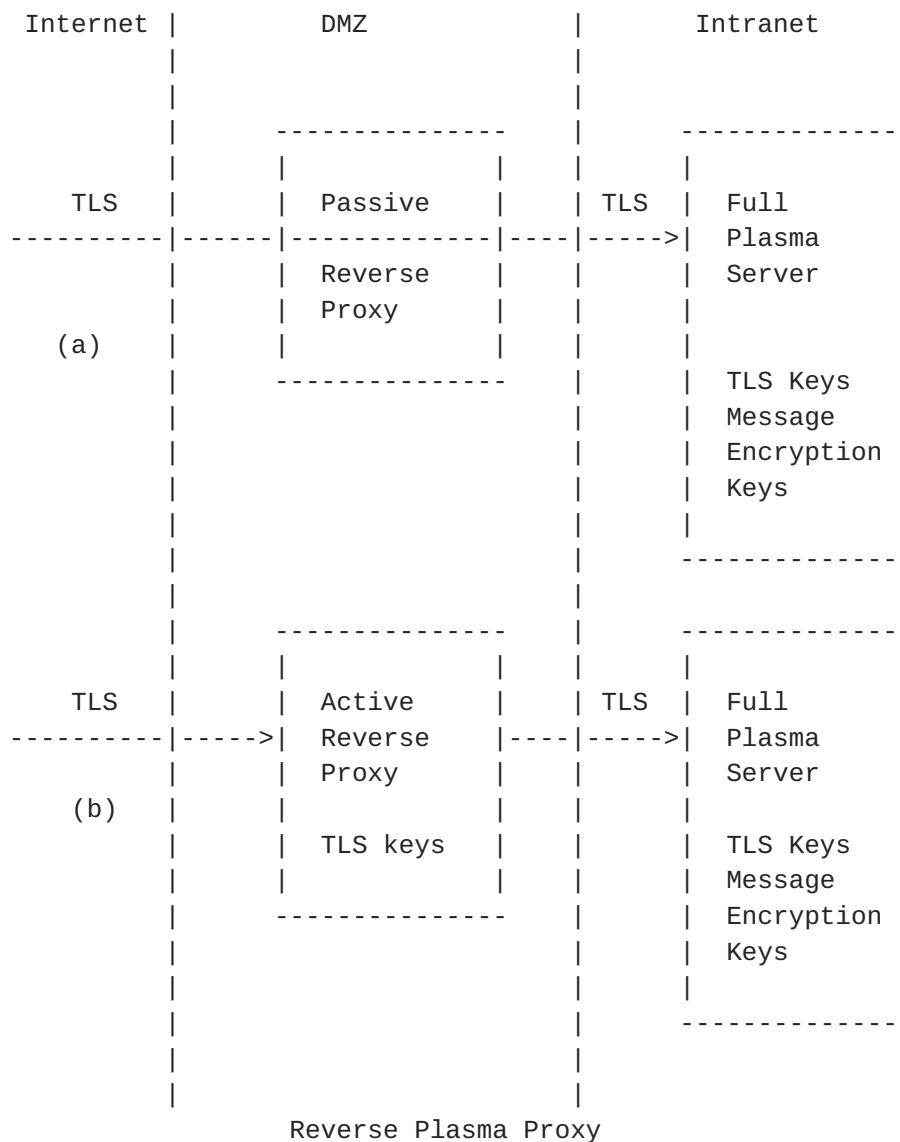 Internet | DMZ | Intranet
TLS Passive TLS Full
Plasma
Reverse Server
Proxy
(a)
TLS Keys
Message
Encryption
Keys
TLS Active TLS Full
Reverse Plasma
Proxy Server
(b)
TLS keys TLS Keys
Message
Encryption
Keys
Reverse Plasma Proxy